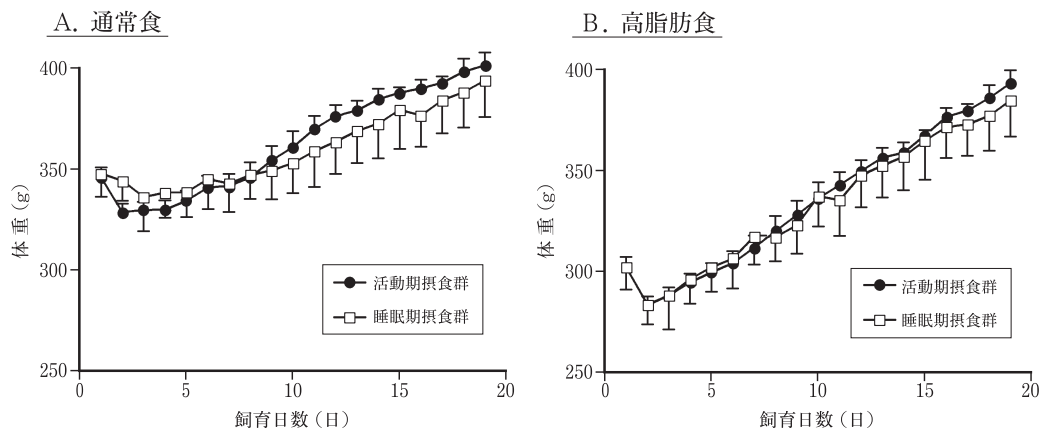 A. 通常食
400
350
300
250
0
5
10
15
20
体重(g)
飼育日数(日)
活動期摂食群
睡眠期摂食群
B. 高脂肪食
400
350
300
250
0
5
10
15
20
体重(g)
飼育日数(日)
活動期摂食群
睡眠期摂食群